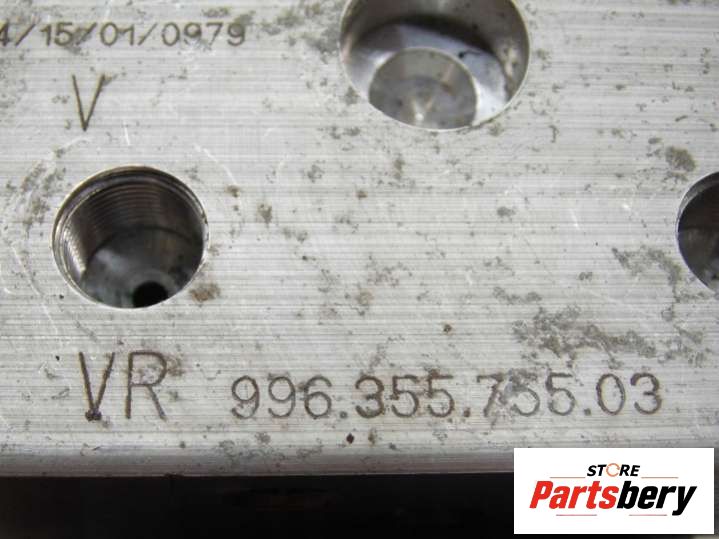 4/15/01/0979
V
VR 996.355.755.03
STORE
Partsbery